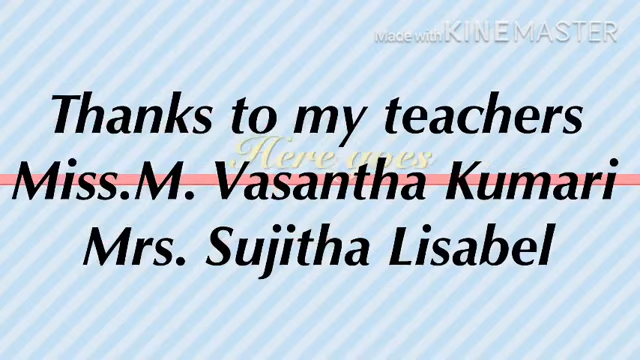 Made with KINEMASTER
Thanks to my teachers
Here goes
Miss.M. Vasantha Kumari
Mrs. Sujitha Lisabel